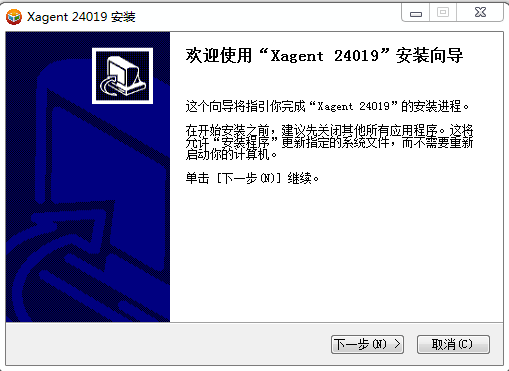 Xagent 24019 安装
欢迎使用“Xagent 24019”安装向导
这个向导将指引你完成“Xagent 24019”的安装进程。
在开始安装之前，建议先关闭其他所有应用程序。这将
允许“安装程序”更新指定的系统文件，而不需要重新
启动你的计算机。
单击 [下一步(N)] 继续。
下一步(N) >
取消(C)